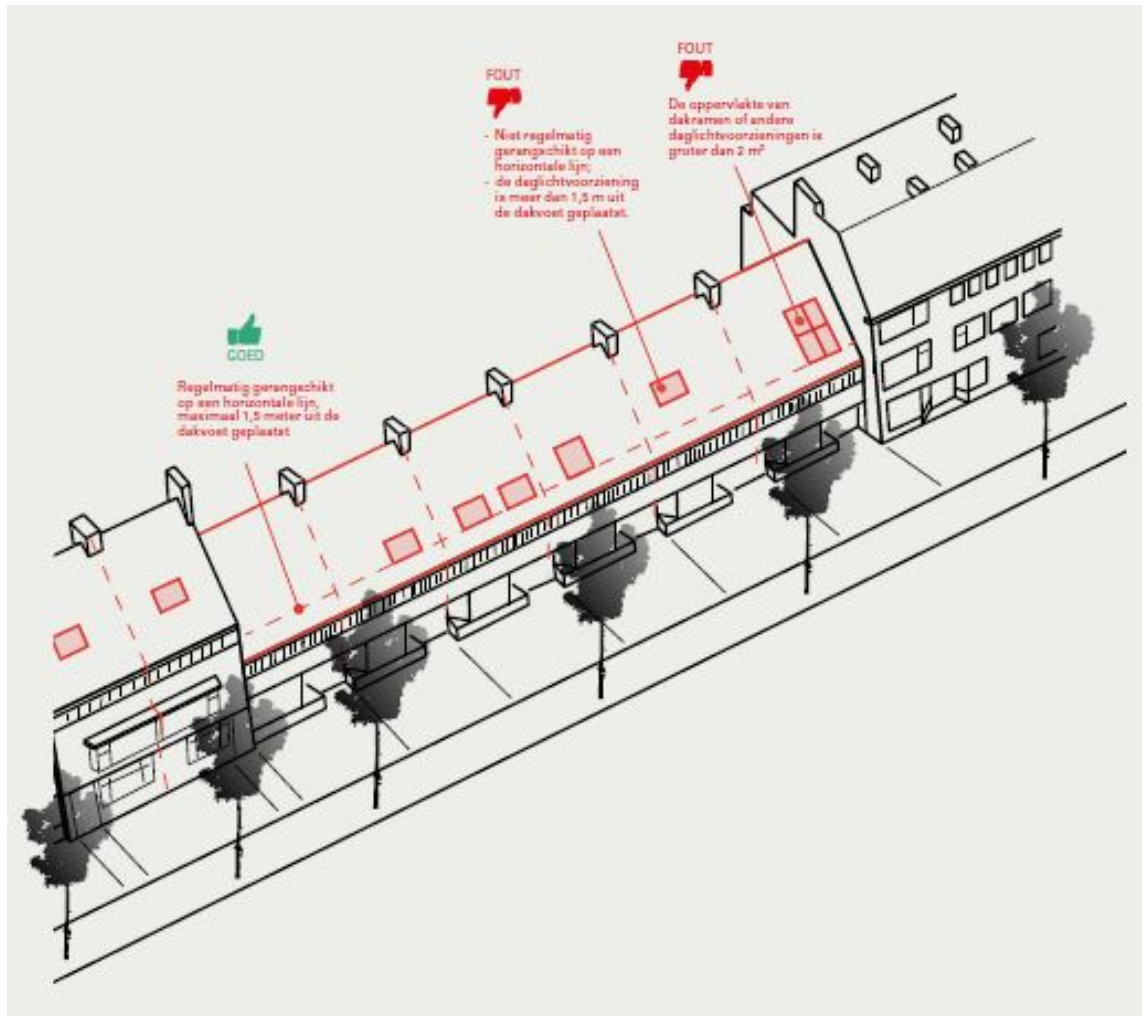 GOED
Regelmatig gerangschikt
op een horizontale lijn,
maximaal 1,5 meter uit de
dakvoet geplaatst
FOUT
- Niet regelmatig
gerangschikt op een
horizontale lijn;
- de daglichtvoorziening
is meer dan 1,5 m uit
de dakvoet geplaatst.
FOUT
De oppervlakte van
dakramen of andere
daglichtvoorzieningen is
groter dan 2 m²